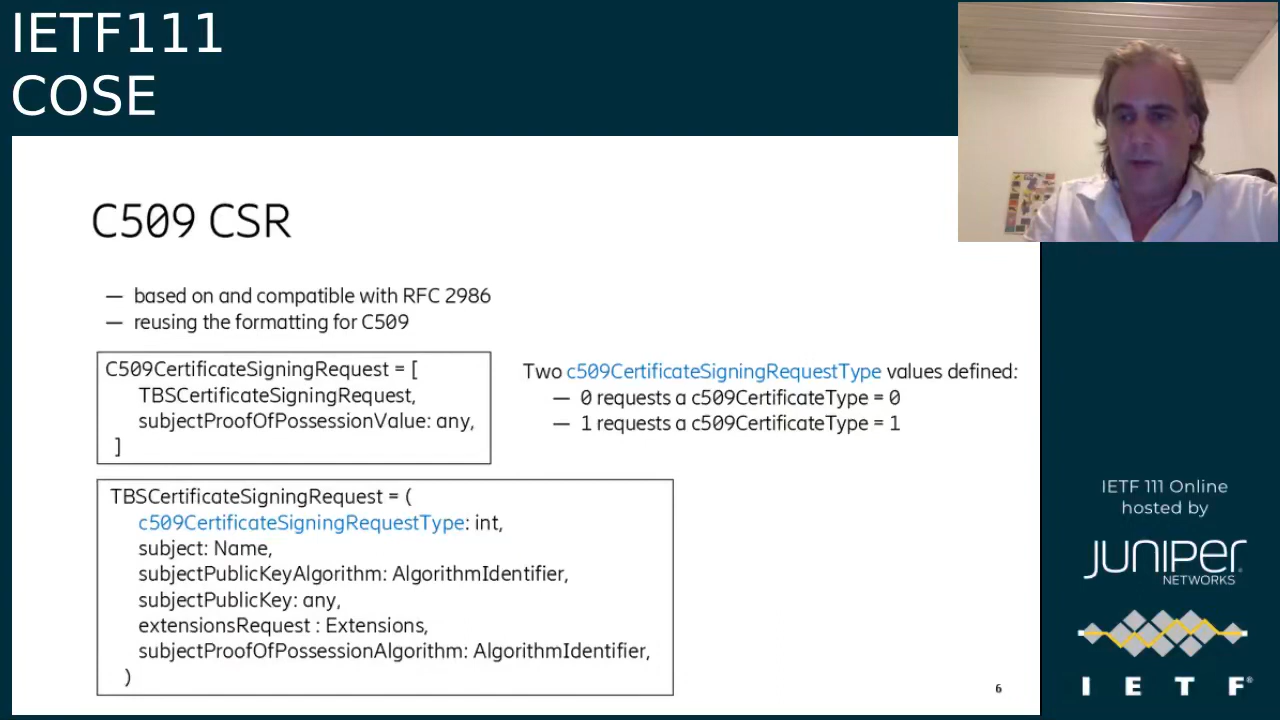 IETF111
COSE
C509 CSR
— based on and compatible with RFC 2986
— reusing the formatting for C509
C509CertificateSigningRequest = [
TBSCertificateSigningRequest,
subjectProofOfPossessionValue: any,
]
Two c509CertificateSigningRequestType values defined:
— 0 requests a c509CertificateType = 0
— 1 requests a c509CertificateType = 1
TBSCertificateSigningRequest = (
c509CertificateSigningRequestType: int,
subject: Name,
subjectPublicKeyAlgorithm: AlgorithmIdentifier,
subjectPublicKey: any,
extensionsRequest : Extensions,
subjectProofOfPossessionAlgorithm: AlgorithmIdentifier,
)
6
IETF 111 Online
hosted by
JUNIPER
NETWORKS
I E T F®